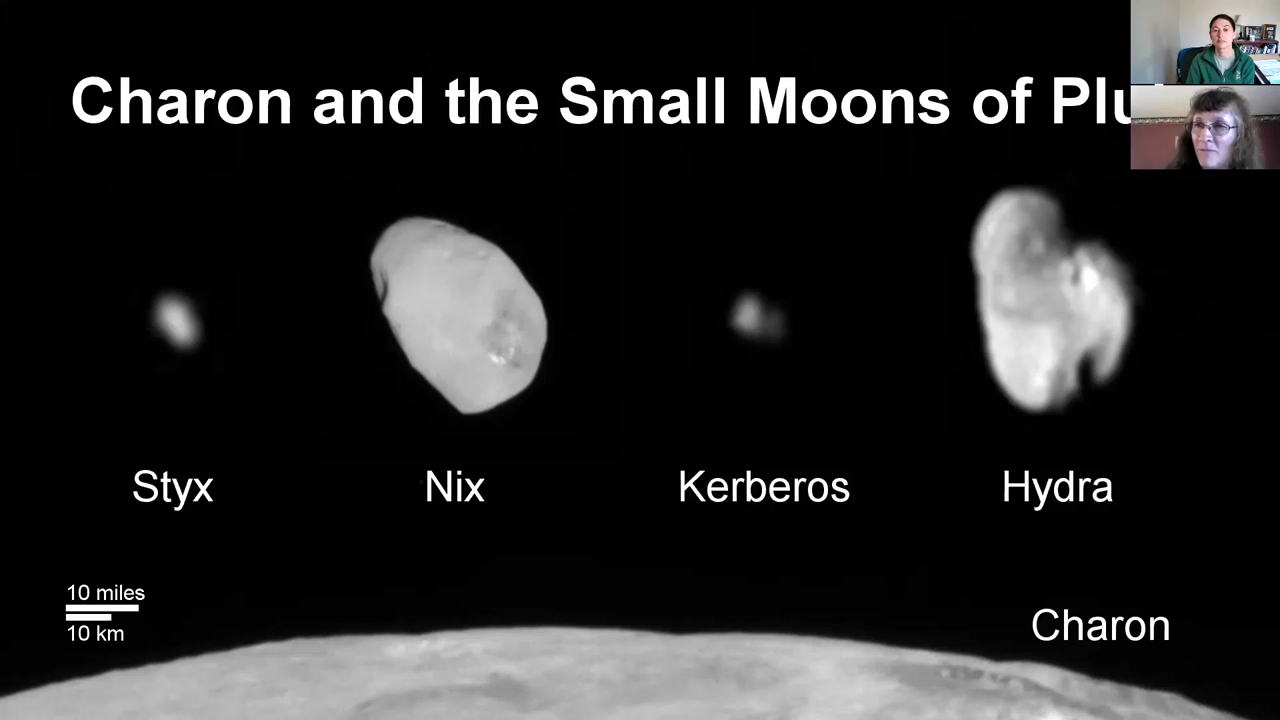 Charon and the Small Moons of Plu
Styx
Nix
Kerberos
Hydra
10 miles
10 km
Charon